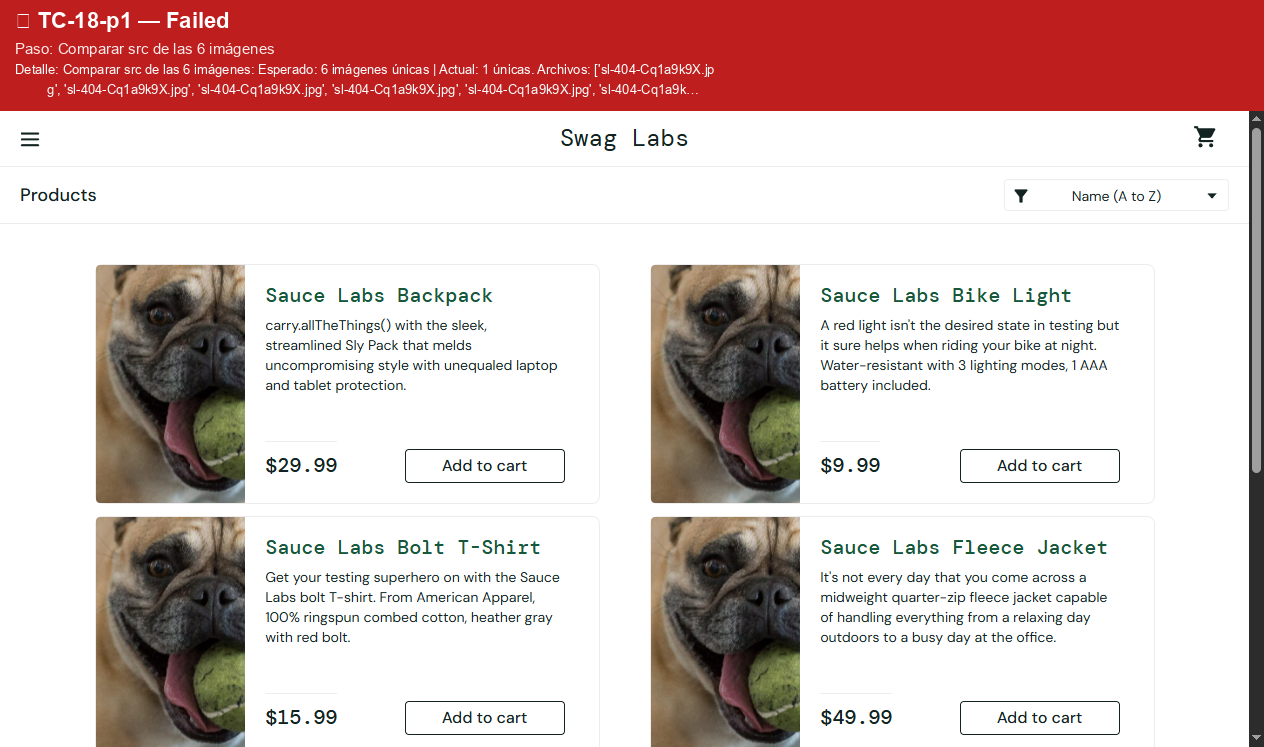 TC-18-p1 — Failed
Paso: Comparar src de las 6 imágenes
Detalle: Comparar src de las 6 imágenes: Esperado: 6 imágenes únicas | Actual: 1 únicas. Archivos: ['sl-404-Cq1a9k9X.jp
g', 'sl-404-Cq1a9k9X.jpg', 'sl-404-Cq1a9k9X.jpg', 'sl-404-Cq1a9k9X.jpg', 'sl-404-Cq1a9k9X.jpg', 'sl-404-Cq1a9k…
Swag Labs
Products
Name (A to Z)
Sauce Labs Backpack
carry.allTheThings() with the sleek,
streamlined Sly Pack that melds
uncompromising style with unequaled laptop
and tablet protection.
$29.99
Add to cart
Sauce Labs Bike Light
A red light isn't the desired state in testing but
it sure helps when riding your bike at night.
Water-resistant with 3 lighting modes, 1 AAA
battery included.
$9.99
Add to cart
Sauce Labs Bolt T-Shirt
Get your testing superhero on with the Sauce
Labs bolt T-shirt. From American Apparel,
100% ringspun combed cotton, heather gray
with red bolt.
$15.99
Add to cart
Sauce Labs Fleece Jacket
It's not every day that you come across a
midweight quarter-zip fleece jacket capable
of handling everything from a relaxing day
outdoors to a busy day at the office.
$49.99
Add to cart